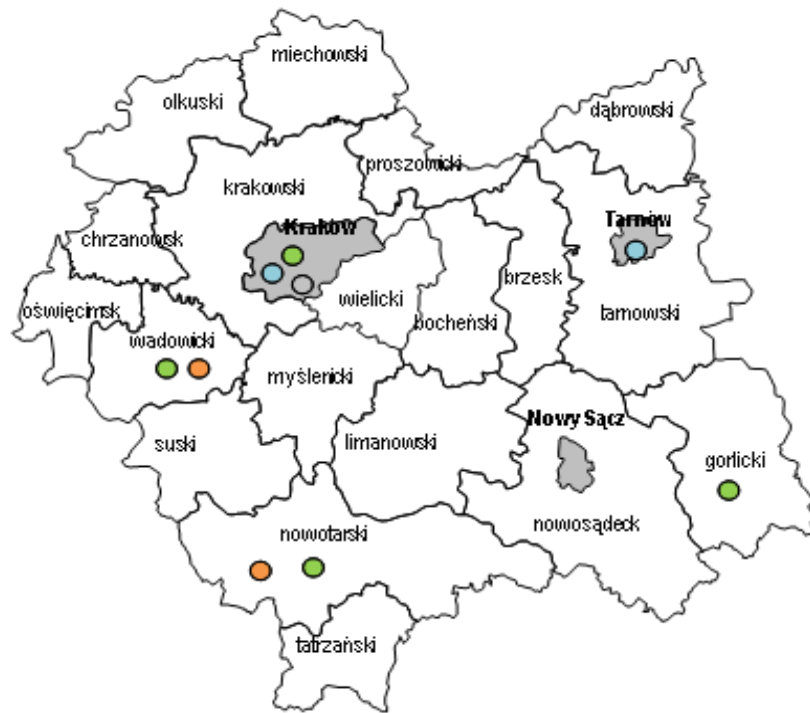 miechowski
olkuski
dąbrowski
proszowicki
krakowski
Kraków
Tarnów
chrzanowsk
wielicki
brzesk
oświęcimsk
bocheński
tarnowski
wadowicki
myślenicki
Nowy Sącz
suski
limanowski
gorlicki
nowotarski
nowosądeck
tatrzański